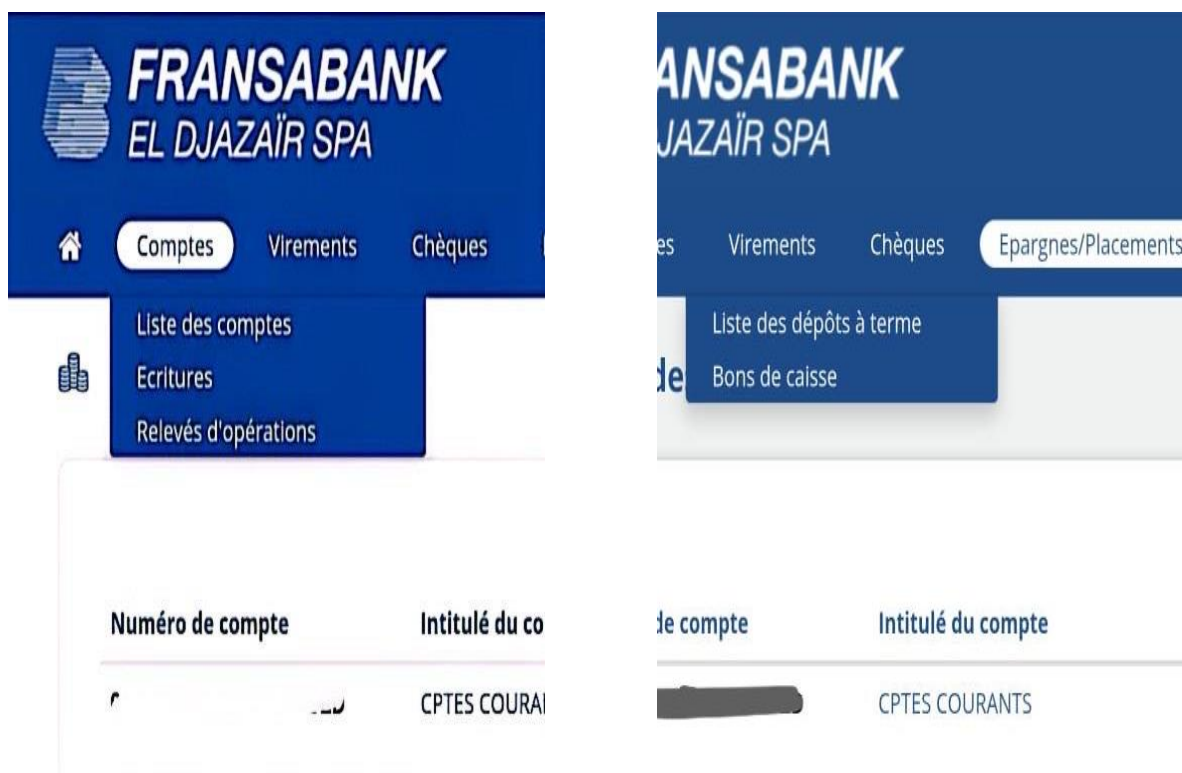 FRANSABANK
EL DJAZAÏR SPA
Comptes Virements Chèques
Liste des comptes
Ecritures
Relevés d'opérations
Numéro de compte Intitulé du co
CPTES COURAN
ANSABANK
JAZAÏR SPA
es Virements Chèques Epargnes/Placements
Liste des dépôts à terme
de Bons de caisse
de compte Intitulé du compte
CPTES COURANTS